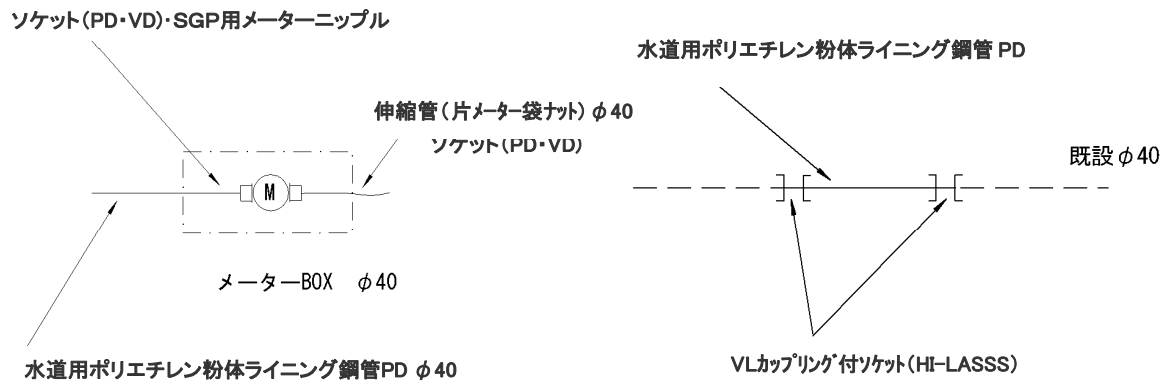 ソケット(PD・VD)・SGP用メーターニップル
水道用ポリエチレン粉体ライニング鋼管 PD
伸縮管(片メーター袋ナット)φ40
ソケット(PD・VD)
既設φ40
M
メーターBOX φ40
水道用ポリエチレン粉体ライニング鋼管PD φ40
VLカップリング付ソケット(HI-LASSS)